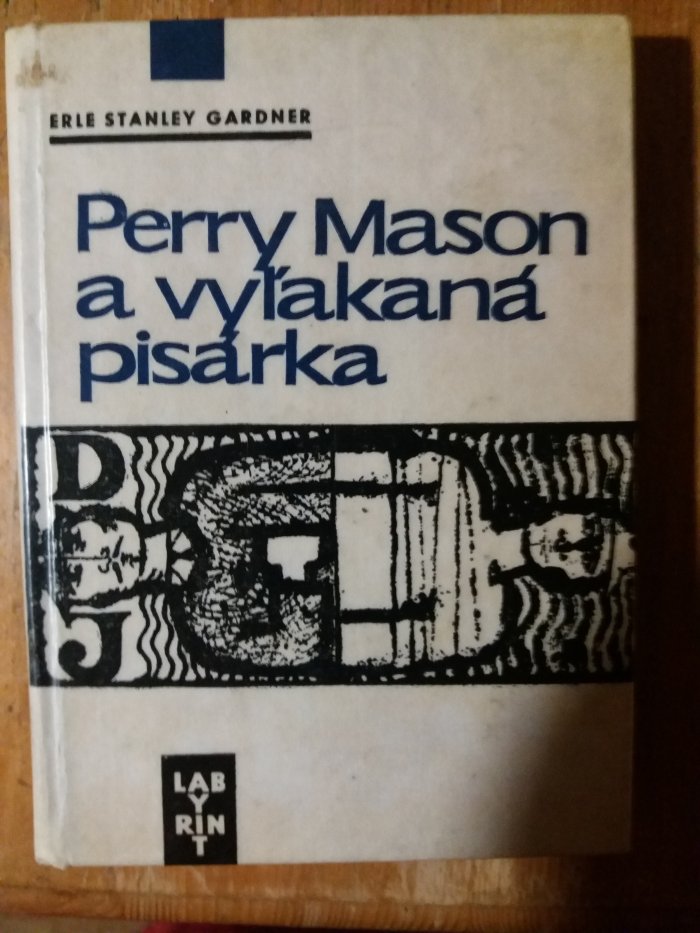 ERLE STANLEY GARDNER
Perry Mason
a vyľakaná
pisárka
D
J
LAB
Y
RIN
T